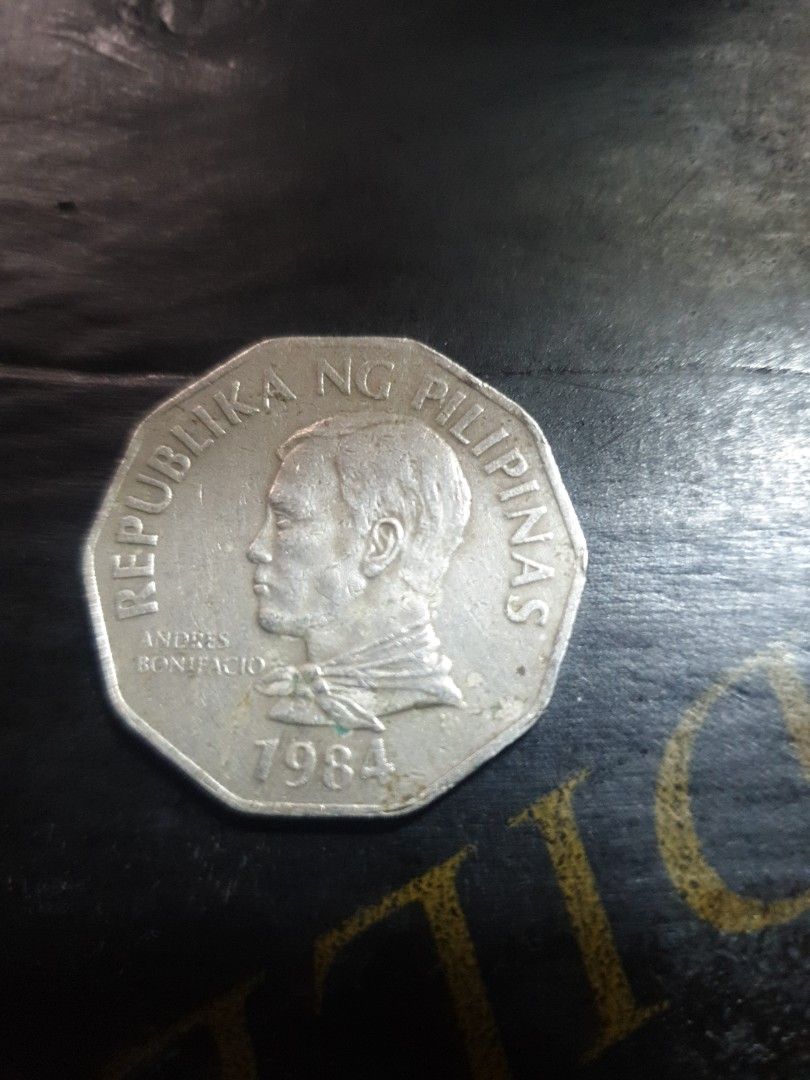 REPUBLIKA NG PILIPINAS
ANDRES
BONIFACIO
1984